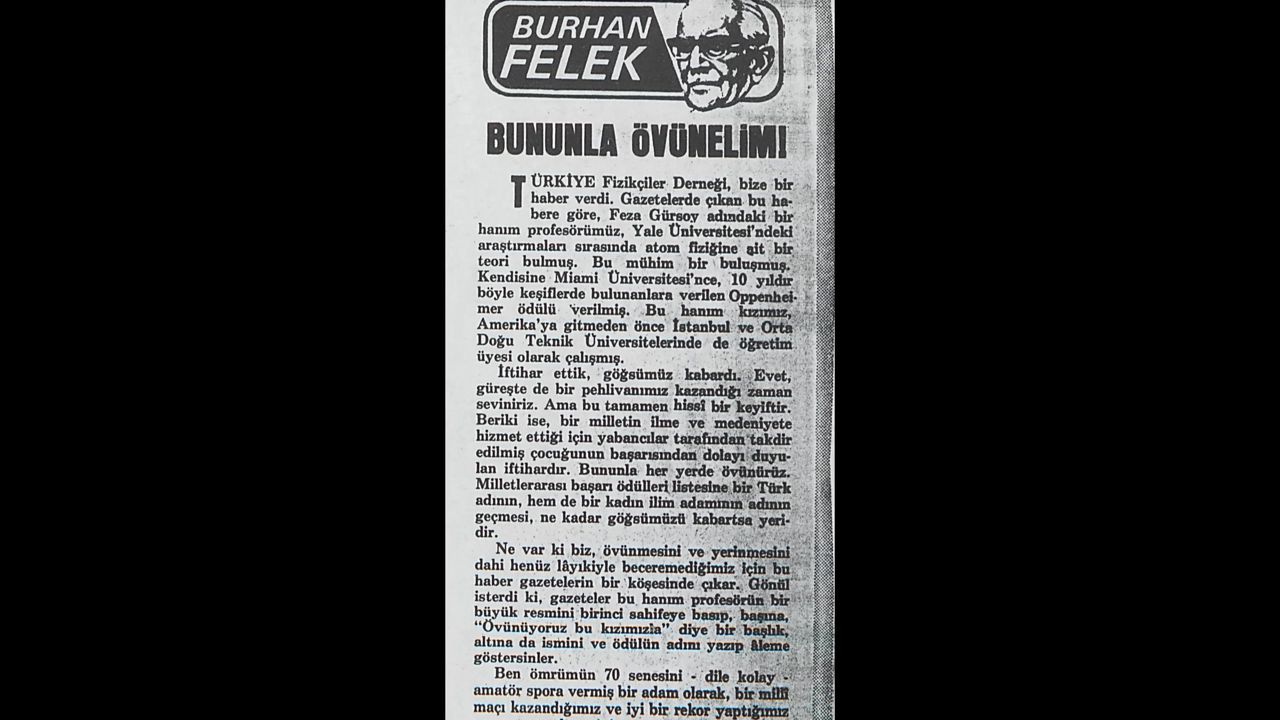 BURHAN
FELEK
BUNUNLA ÖVÜNELİM!
TÜRKİYE Fizikçiler Derneği, bize bir
haber verdi. Gazetelerde çıkan bu ha-
bere göre, Feza Gürsoy adındaki bir
hanım profesörümüz, Yale Üniversitesi'ndeki
araştırmaları sırasında atom fiziğine ait bir
teori bulmuş. Bu mühim bir buluşmuş.
Kendisine Miami Üniversitesi'nce, 10 yıldır
böyle keşiflerde bulunanlara verilen Oppenhei-
mer ödülü verilmiş. Bu hanım kızımız,
Amerika'ya gitmeden önce İstanbul ve Orta
Doğu Teknik Üniversitelerinde de öğretim
üyesi olarak çalışmış.
İftihar ettik, göğsümüz kabardı. Evet,
güreşte de bir pehlivanımız kazandığı zaman
seviniriz. Ama bu tamamen hissî bir keyiftir.
Beriki ise, bir milletin ilme ve medeniyete
hizmet ettiği için yabancılar tarafından takdir
edilmiş çocuğunun başarısından dolayı duyu-
lan iftihardır. Bununla her yerde övünürüz.
Milletlerarası başarı ödülleri listesine bir Türk
adının, hem de bir kadın ilim adamının adının
geçmesi, ne kadar göğsümüzü kabartsa yeri-
dir.
Ne var ki biz, övünmesini ve yerinmesini
dahi henüz lâyıkiyle beceremediğimiz için bu
haber gazetelerin bir köşesinde çıkar. Gönül
isterdi ki, gazeteler bu hanım profesörün bir
büyük resmini birinci sahifeye basıp, başına,
"Övünüyoruz bu kızımızla" diye bir başlık,
altına da ismini ve ödülün adını yazıp âleme
göstersinler.
Ben ömrümün 70 senesini - dile kolay -
amatör spora vermiş bir adam olarak, bir millî
maçı kazandığımız ve iyi bir rekor yaptığımız